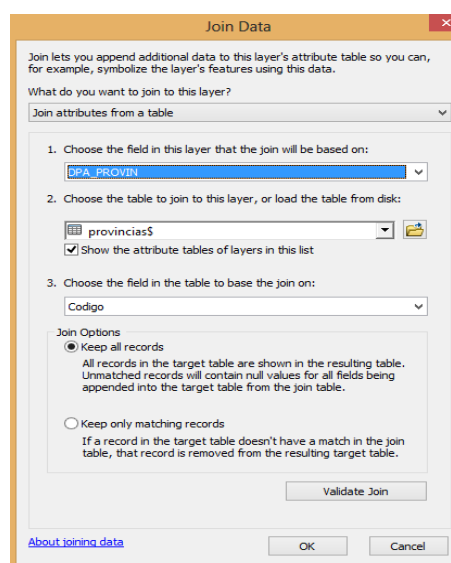 Join Data
Join lets you append additional data to this layer's attribute table so you can,
for example, symbolize the layer's features using this data.
What do you want to join to this layer?
Join attributes from a table
1. Choose the field in this layer that the join will be based on:
DPA_PROVIN
2. Choose the table to join to this layer, or load the table from disk:
provincias$
Show the attribute tables of layers in this list
3. Choose the field in the table to base the join on:
Codigo
Join Options
Keep all records
All records in the target table are shown in the resulting table.
Unmatched records will contain null values for all fields being
appended into the target table from the join table.
Keep only matching records
If a record in the target table doesn't have a match in the join
table, that record is removed from the resulting target table.
Validate Join
About joining data
OK
Cancel